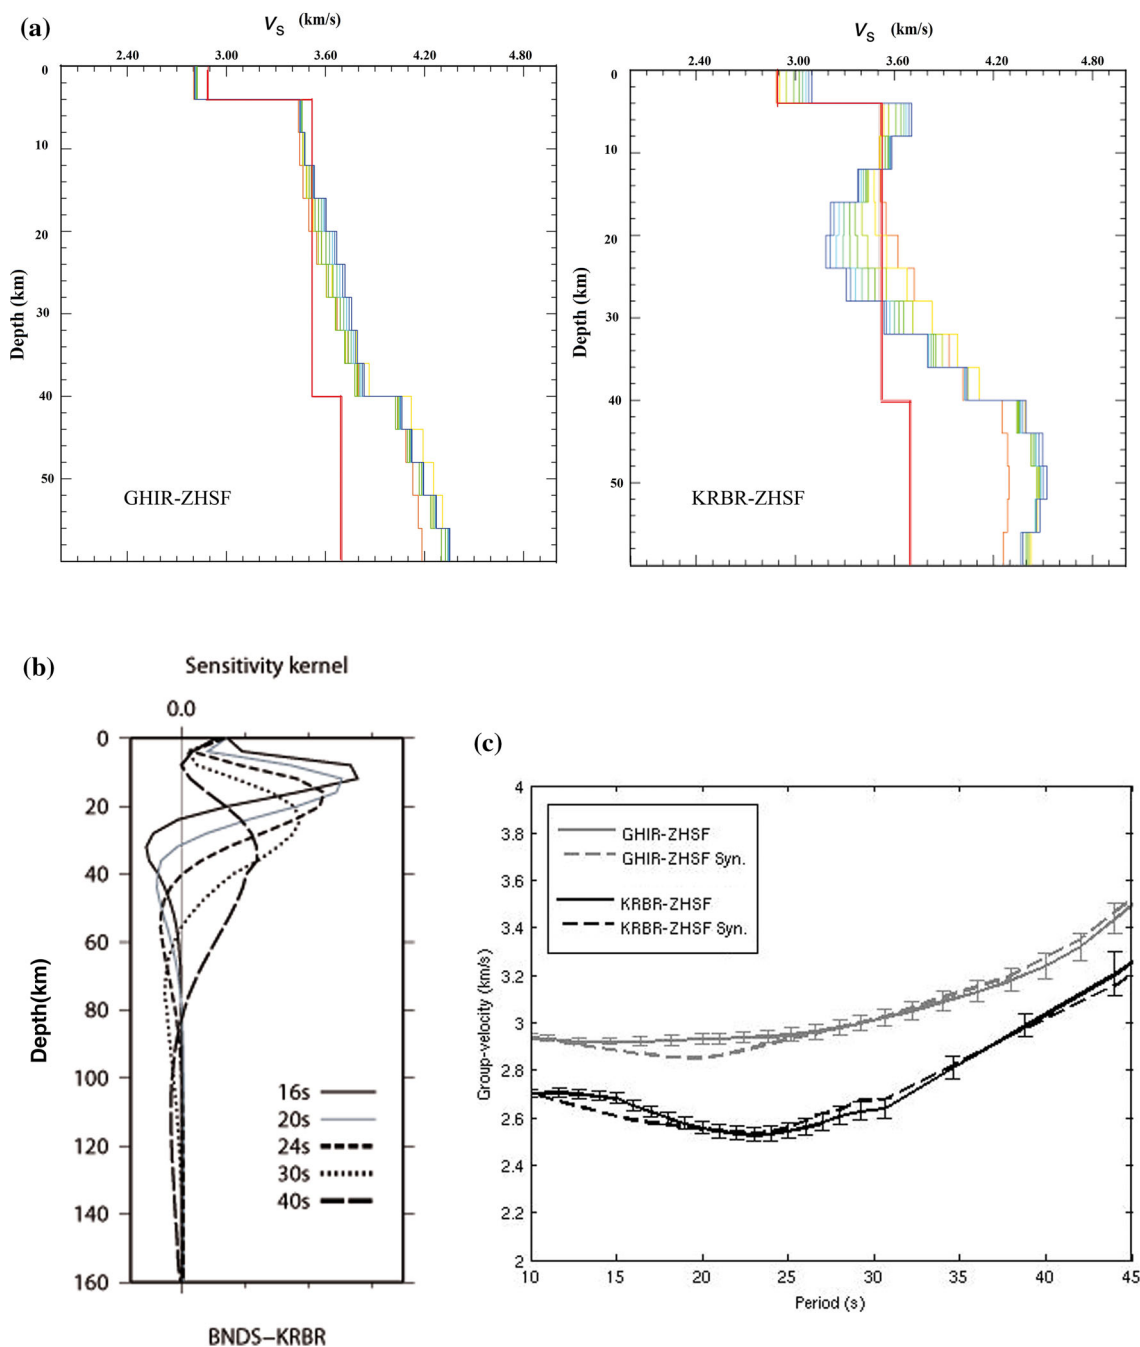 (a)
Vs (km/s)
2.40 3.00 3.60 4.20 4.80
0
10
20
30
40
50
Depth (km)
GHIR-ZHSF
Vs (km/s)
2.40 3.00 3.60 4.20 4.80
0
10
20
30
40
50
Depth (km)
KRBR-ZHSF
(b)
Sensitivity kernel
0.0
0
20
40
60
80
100
120
140
160
Depth(km)
16s
20s
24s
30s
40s
BNDS–KRBR
(c)
4
3.8
3.6
3.4
3.2
3
2.8
2.6
2.4
2.2
2
Group-velocity (km/s)
GHIR-ZHSF
GHIR-ZHSF Syn.
KRBR-ZHSF
KRBR-ZHSF Syn.
10 15 20 25 30 35 40 45
Period (s)